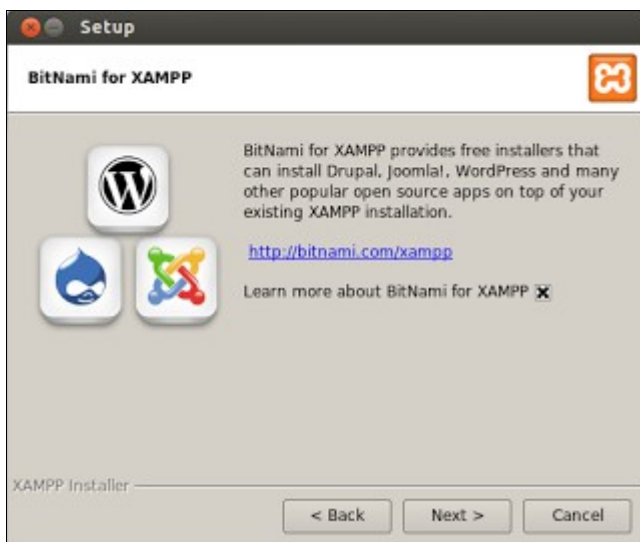 Setup
BitNami for XAMPP
BitNami for XAMPP provides free installers that
can install Drupal, Joomla!, WordPress and many
other popular open source apps on top of your
existing XAMPP installation.
http://bitnami.com/xampp
Learn more about BitNami for XAMPP
XAMPP Installer
< Back
Next >
Cancel